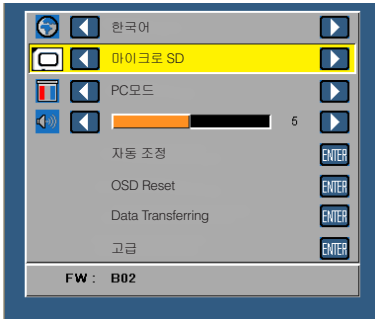 한국어
마이크로 SD
PC모드
5
자동 조정 ENTER
OSD Reset ENTER
Data Transferring ENTER
고급 ENTER
FW : B02